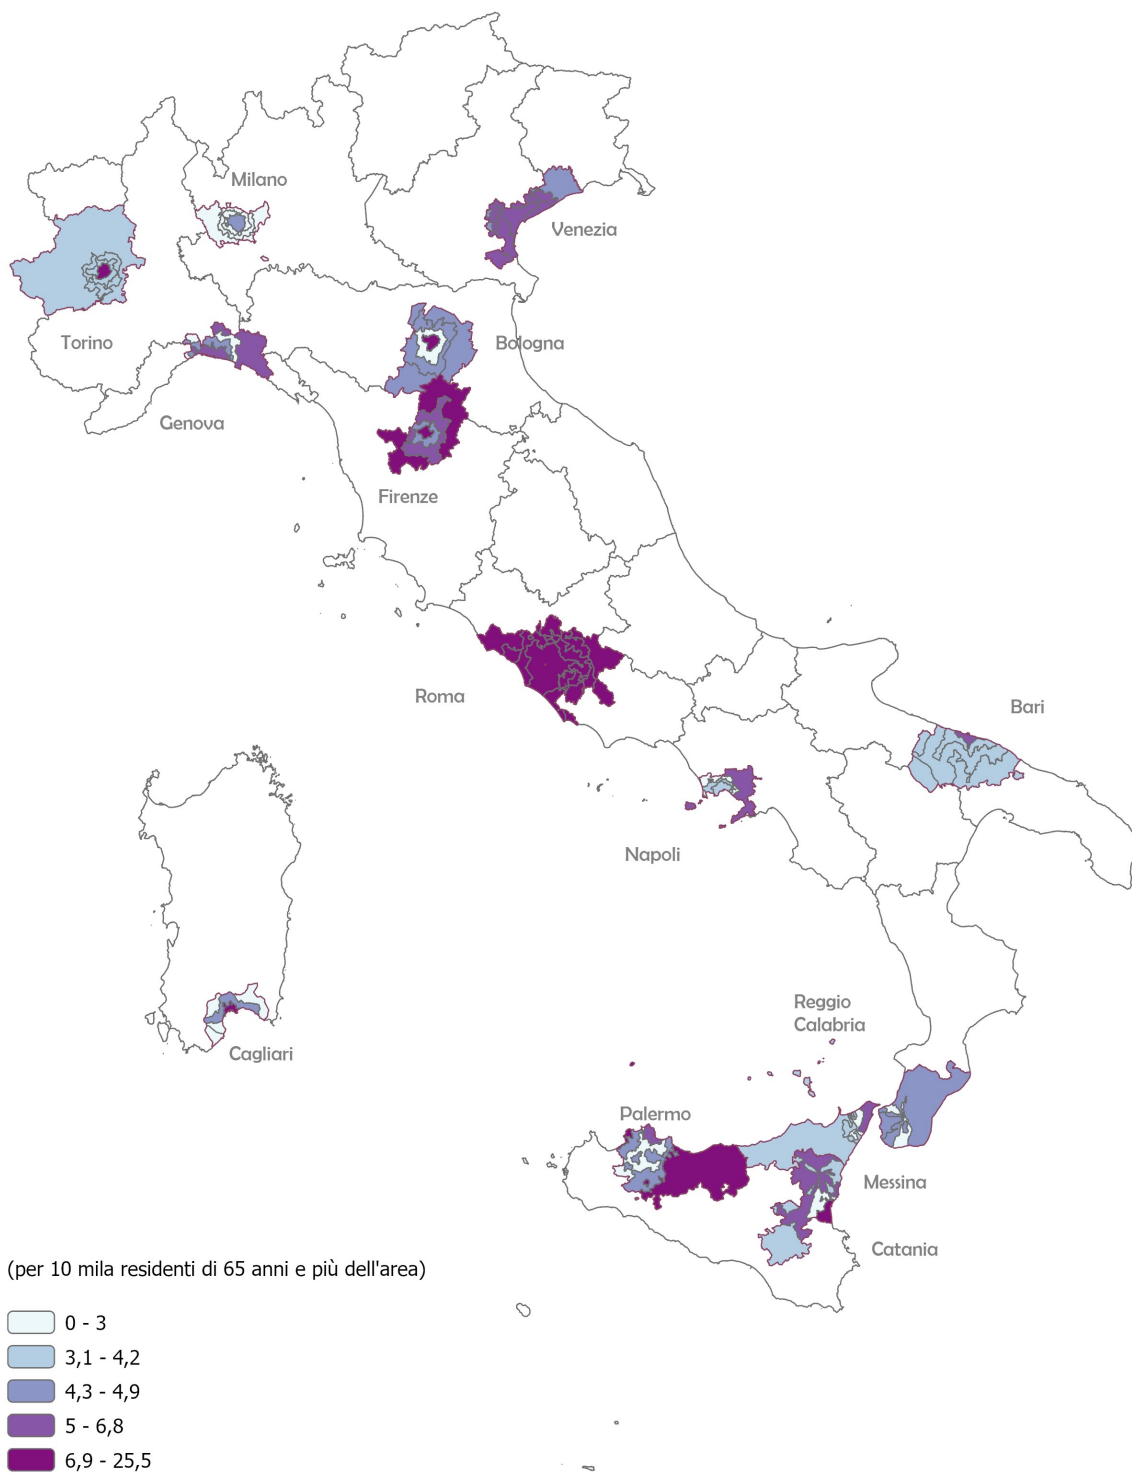 Milano
Venezia
Torino
Bologna
Genova
Firenze
Roma
Bari
Napoli
Reggio
Calabria
Cagliari
Palermo
Messina
Catania
(per 10 mila residenti di 65 anni e più dell'area)
0 - 3
3,1 - 4,2
4,3 - 4,9
5 - 6,8
6,9 - 25,5